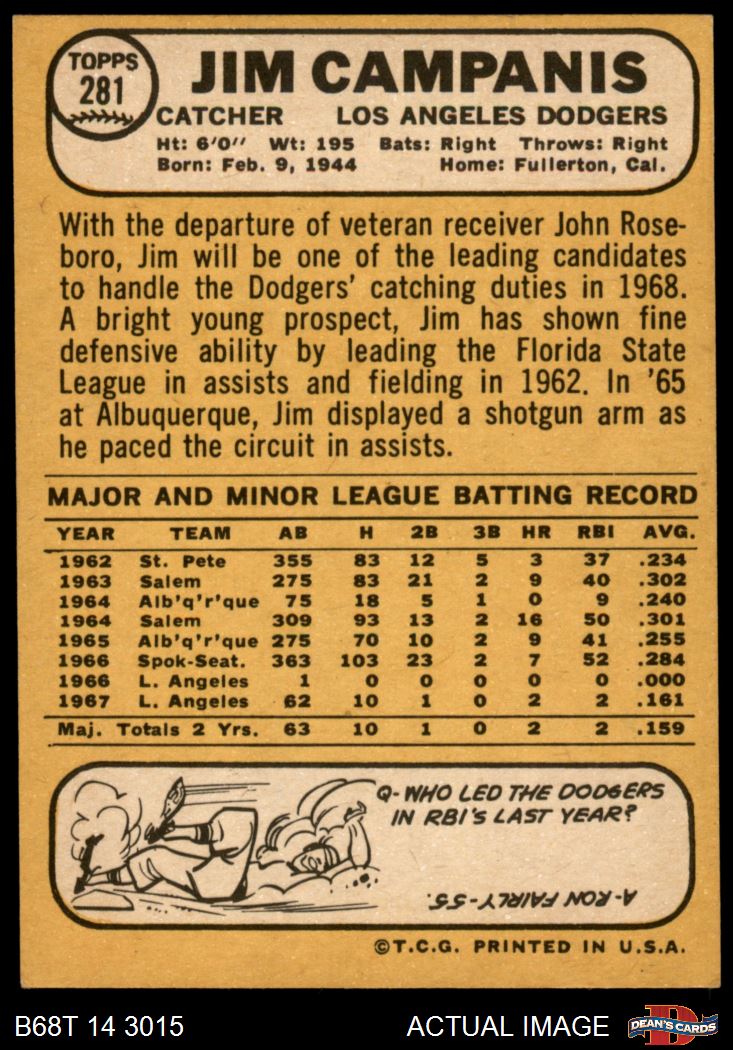 TOPPS
281
JIM CAMPANIS
CATCHER LOS ANGELES DODGERS
Ht: 6'0" Wt: 195 Bats: Right Throws: Right
Born: Feb. 9, 1944 Home: Fullerton, Cal.
With the departure of veteran receiver John Rose-
boro, Jim will be one of the leading candidates
to handle the Dodgers' catching duties in 1968.
A bright young prospect, Jim has shown fine
defensive ability by leading the Florida State
League in assists and fielding in 1962. In '65
at Albuquerque, Jim displayed a shotgun arm as
he paced the circuit in assists.
MAJOR AND MINOR LEAGUE BATTING RECORD
YEAR TEAM AB H 2B 3B HR RBI AVG.
1962 St. Pete 355 83 12 5 3 37 .234
1963 Salem 275 83 21 2 9 40 .302
1964 Alb'q'r'que 75 18 5 1 0 9 .240
1964 Salem 309 93 13 2 16 50 .301
1965 Alb'q'r'que 275 70 10 2 9 41 .255
1966 Spok-Seat. 363 103 23 2 7 52 .284
1966 L. Angeles 1 0 0 0 0 0 .000
1967 L. Angeles 62 10 1 0 2 2 .161
Maj. Totals 2 Yrs. 63 10 1 0 2 2 .159
Q-WHO LED THE DODGERS
IN RBI'S LAST YEAR?
A-RON FAIRLY-55.
©T.C.G. PRINTED IN U.S.A.
B68T 14 3015 ACTUAL IMAGE DEAN'S CARDS